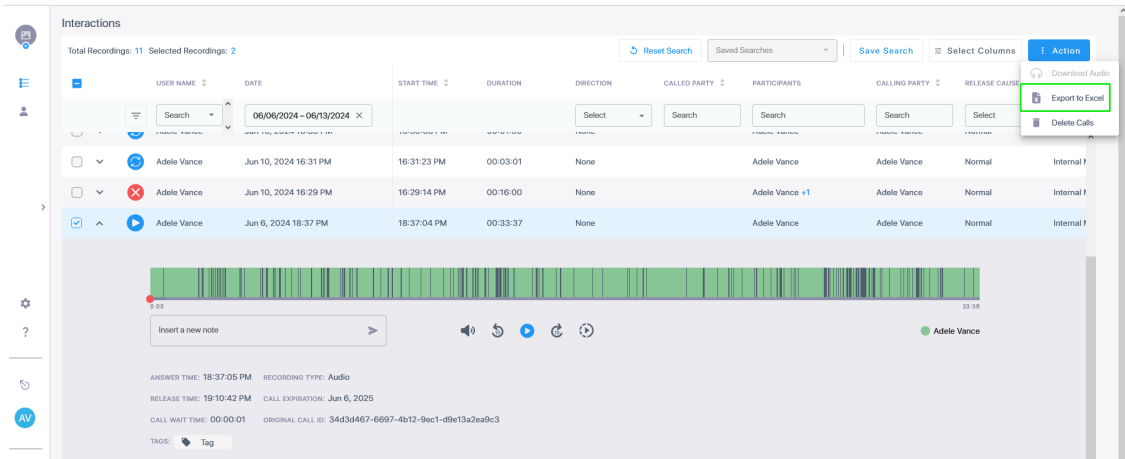 Interactions
Total Recordings: 11 Selected Recordings: 2
Reset Search
Saved Searches
Save Search
Select Columns
Action
Download Audio
Export to Excel
Delete Calls
USER NAME DATE START TIME DURATION DIRECTION CALLED PARTY PARTICIPANTS CALLING PARTY RELEASE CAUSE
Search 06/06/2024 – 06/13/2024 Select Search Search Search Select
Adele Vance Jun 10, 2024 16:31 PM 16:31:23 PM 00:03:01 None Adele Vance Adele Vance Normal Internal
Adele Vance Jun 10, 2024 16:29 PM 16:29:14 PM 00:16:00 None Adele Vance +1 Adele Vance Normal Internal
Adele Vance Jun 6, 2024 18:37 PM 18:37:04 PM 00:33:37 None Adele Vance Adele Vance Normal Internal
0:00 33:36
Insert a new note
Adele Vance
ANSWER TIME: 18:37:05 PM RECORDING TYPE: Audio
RELEASE TIME: 19:10:42 PM CALL EXPIRATION: Jun 6, 2025
CALL WAIT TIME: 00:00:01 ORIGINAL CALL ID: 34d3d467-6697-4b12-9ec1-d9e13a2ea9c3
TAGS: Tag
AV